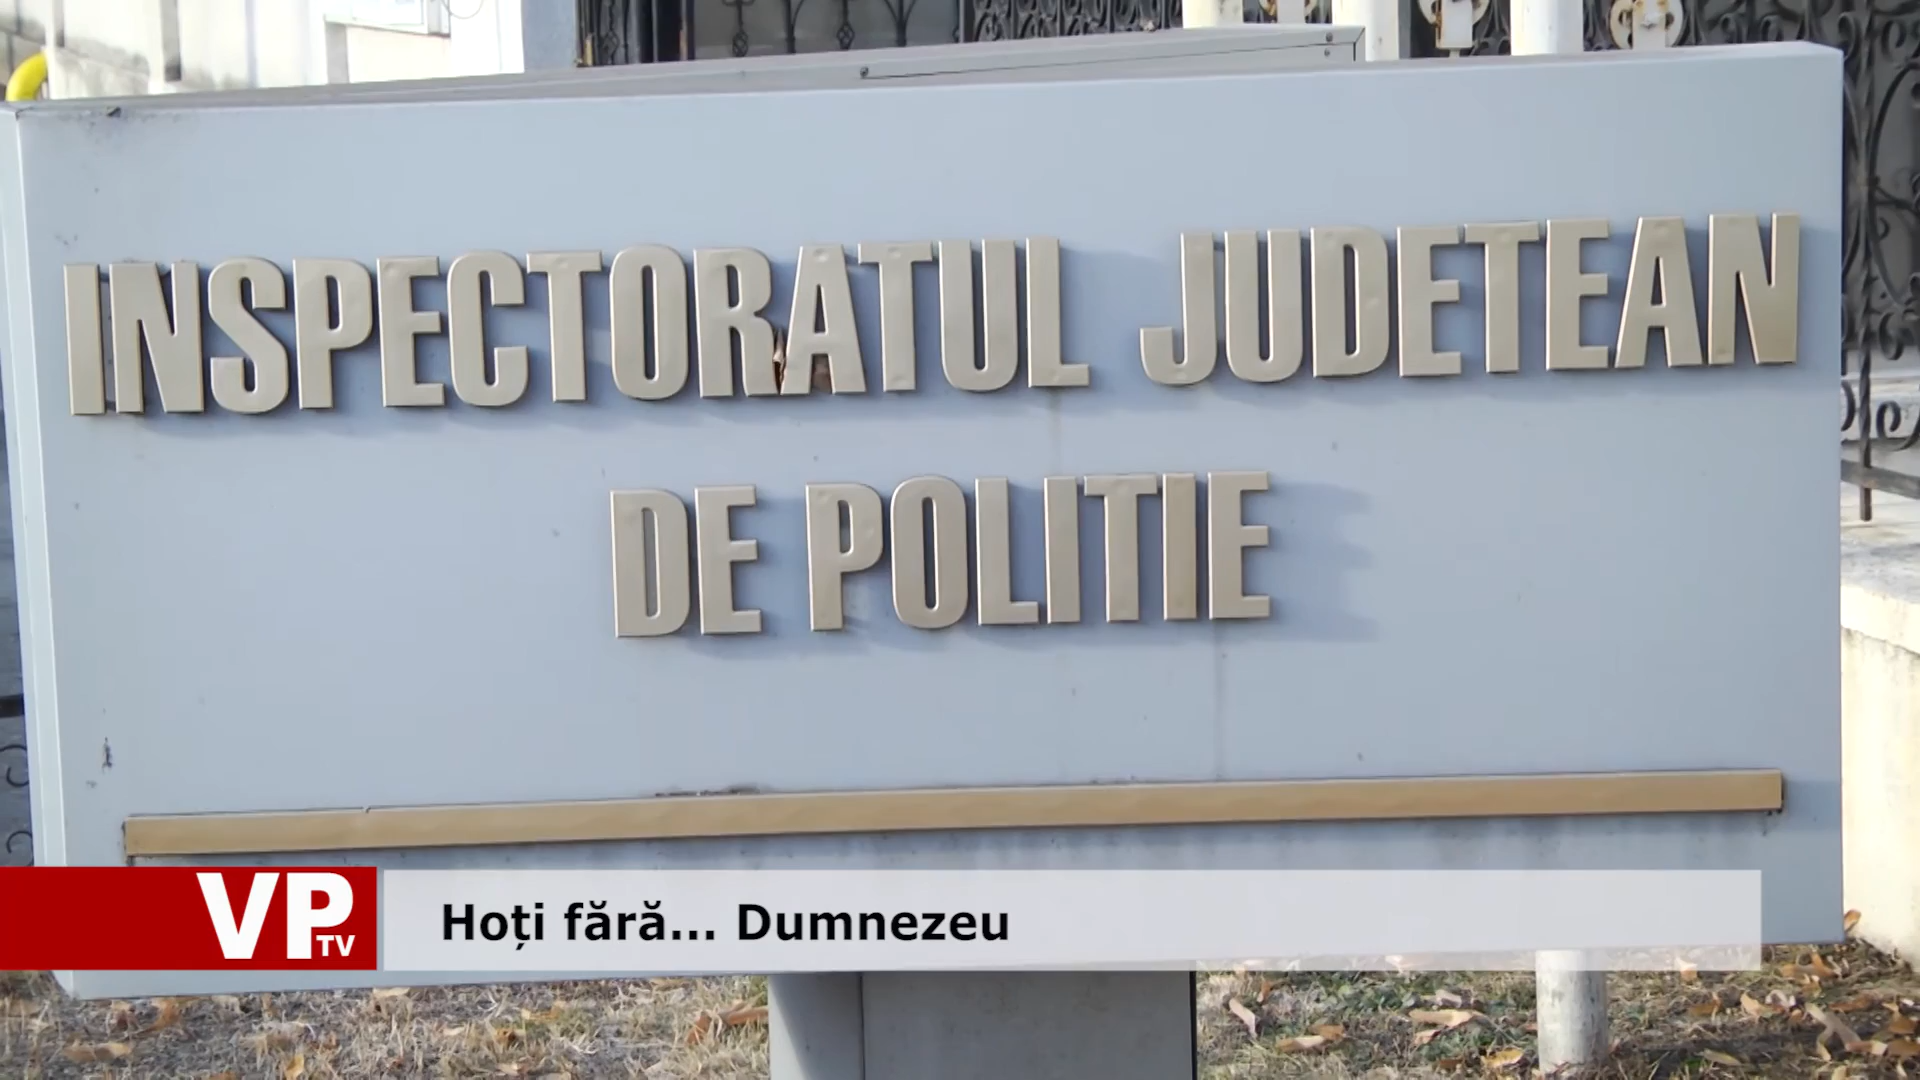 INSPECTORATUL JUDETEAN
DE POLITIE
VP TV
Hoți fără... Dumnezeu